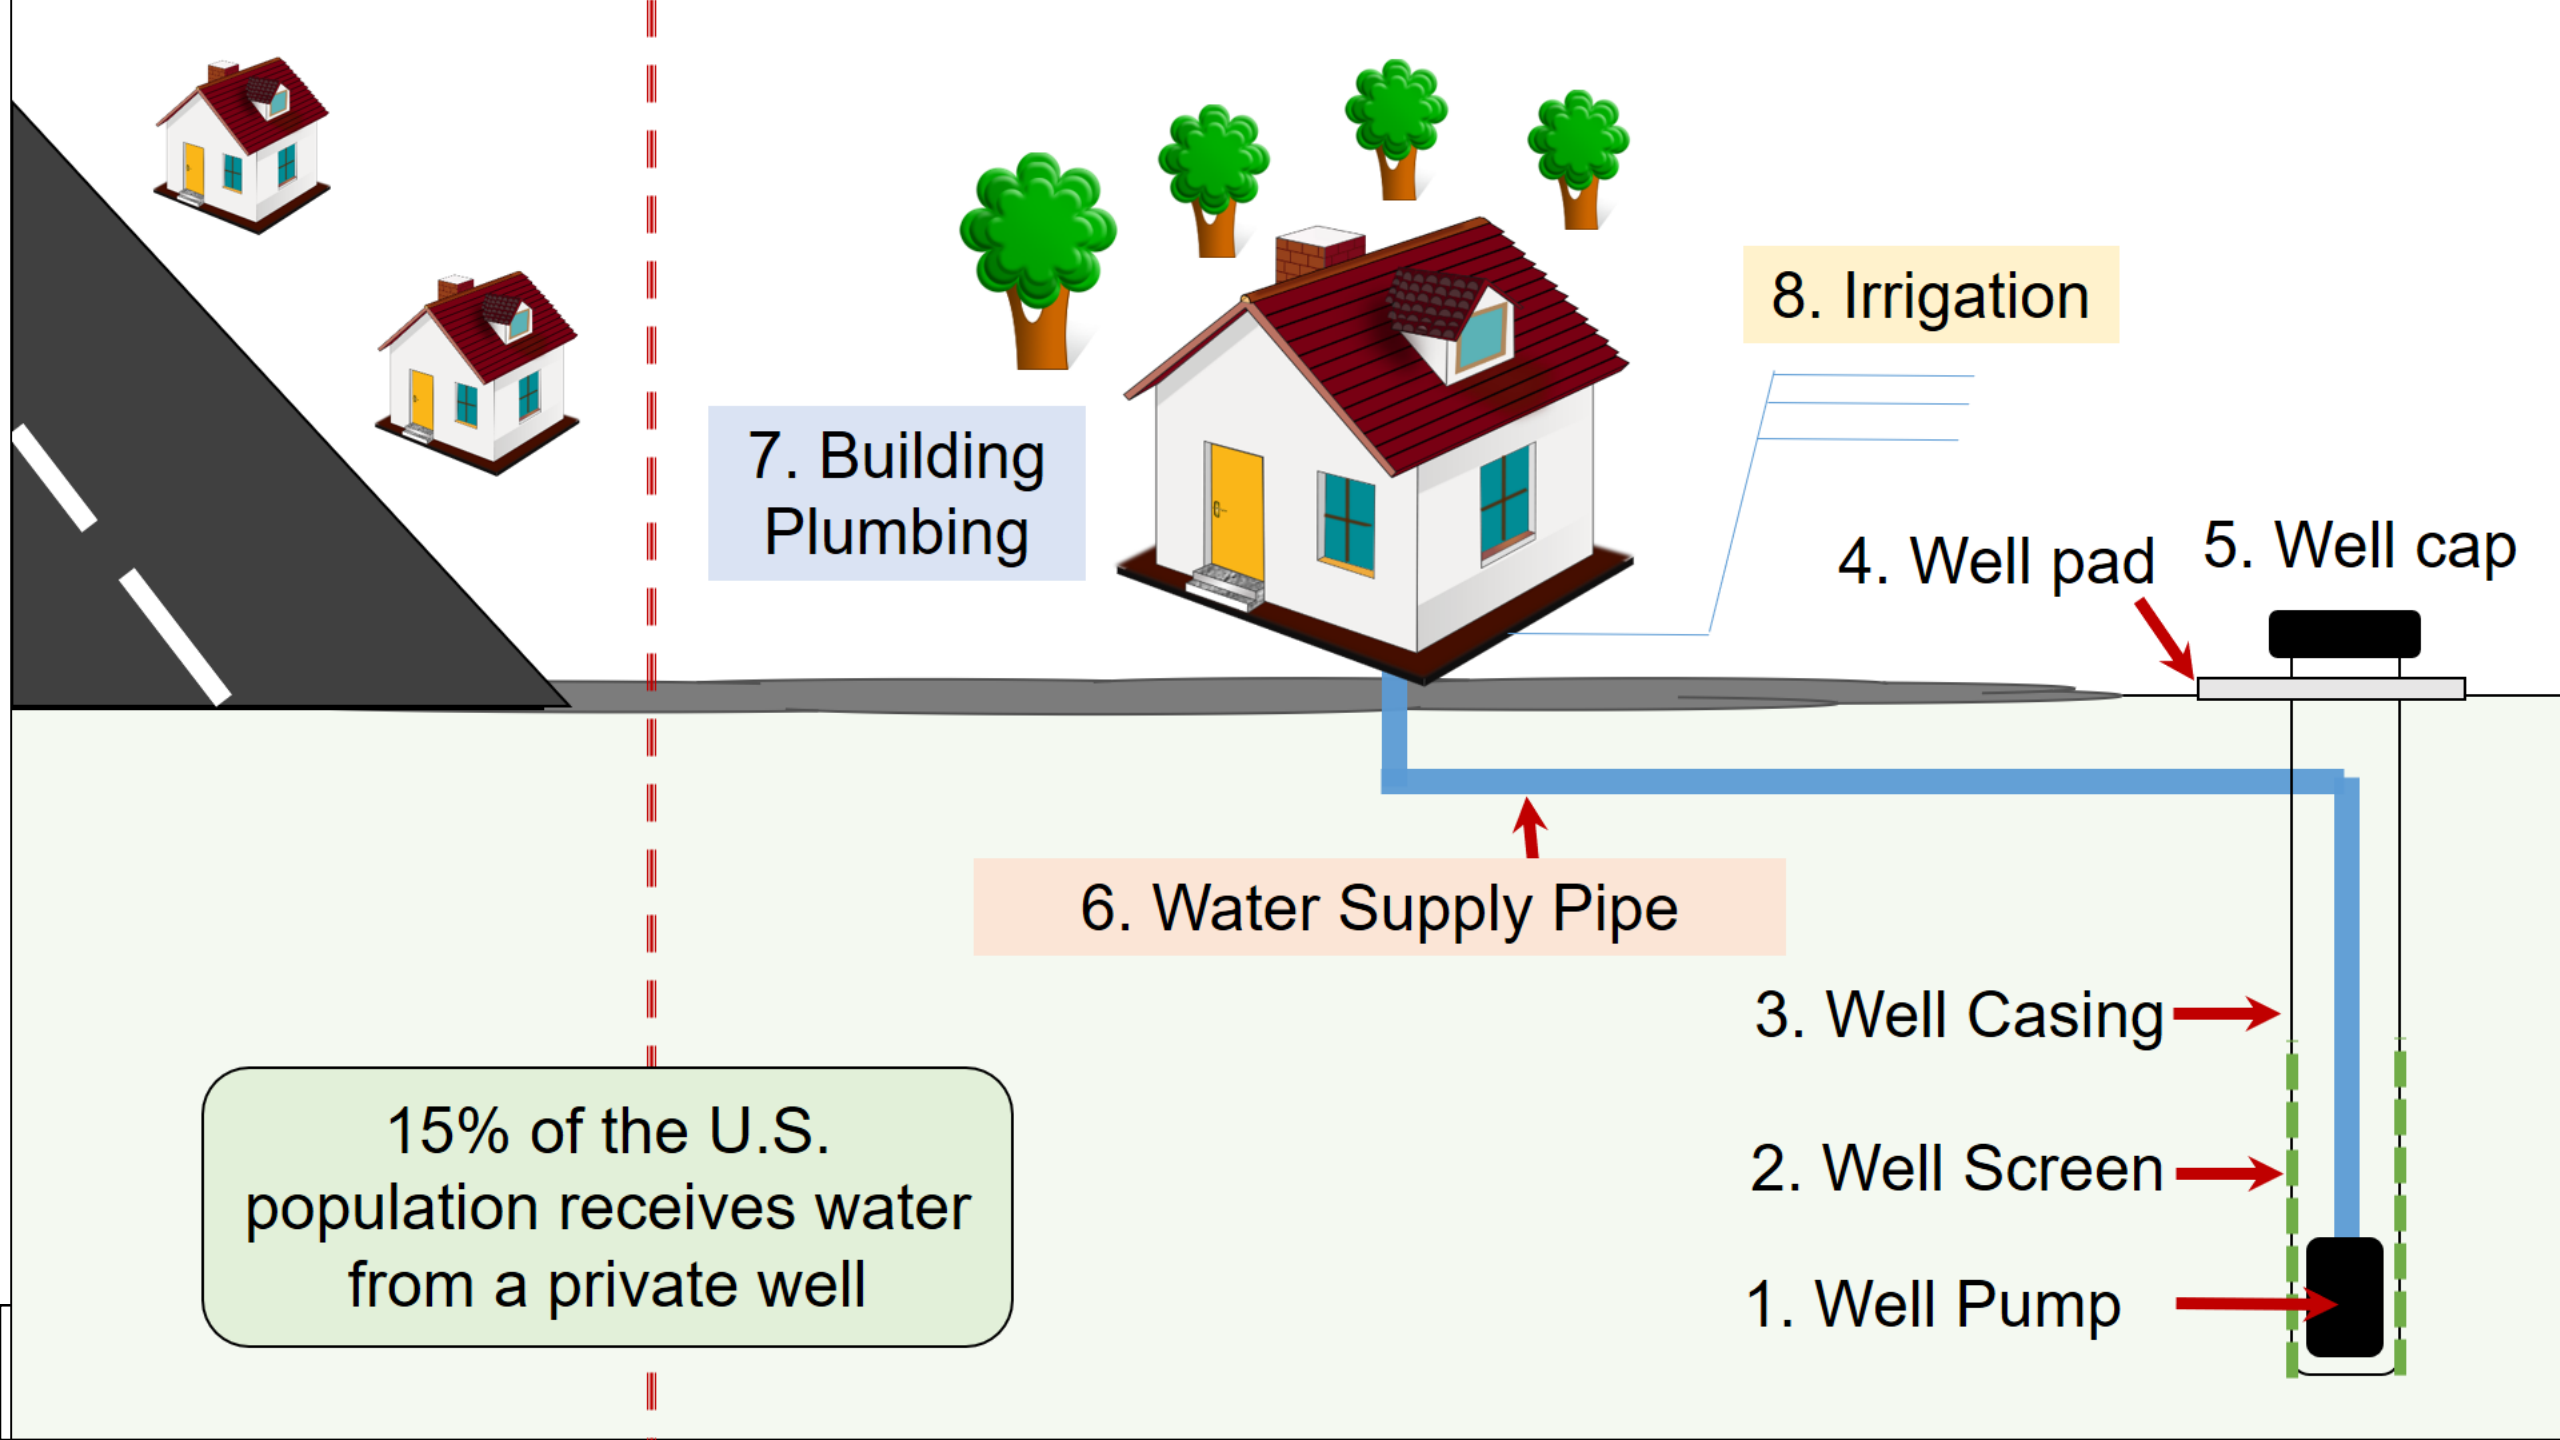 8. Irrigation
7. Building
Plumbing
4. Well pad
5. Well cap
6. Water Supply Pipe
3. Well Casing
2. Well Screen
1. Well Pump
15% of the U.S.
population receives water
from a private well